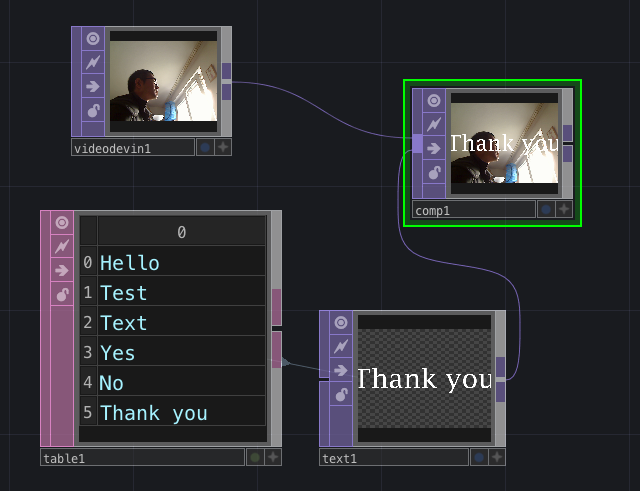 videodevin1
Thank you
comp1
0
0 Hello
1 Test
2 Text
3 Yes
4 No
5 Thank you
table1
Thank you
text1